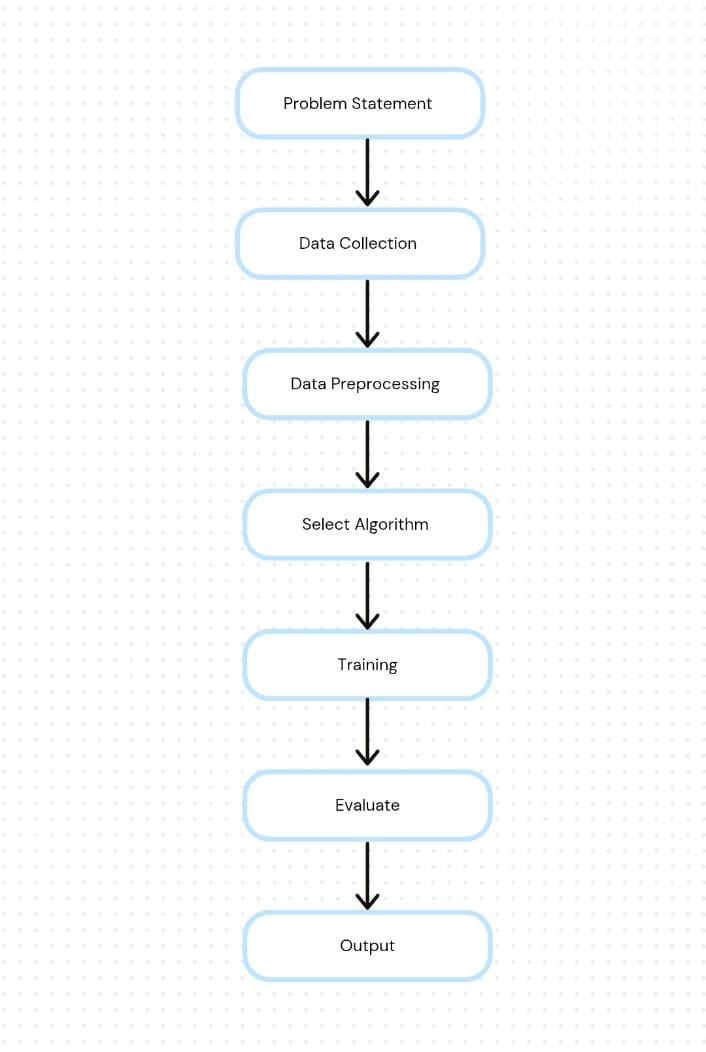 Problem Statement
Data Collection
Data Preprocessing
Select Algorithm
Training
Evaluate
Output